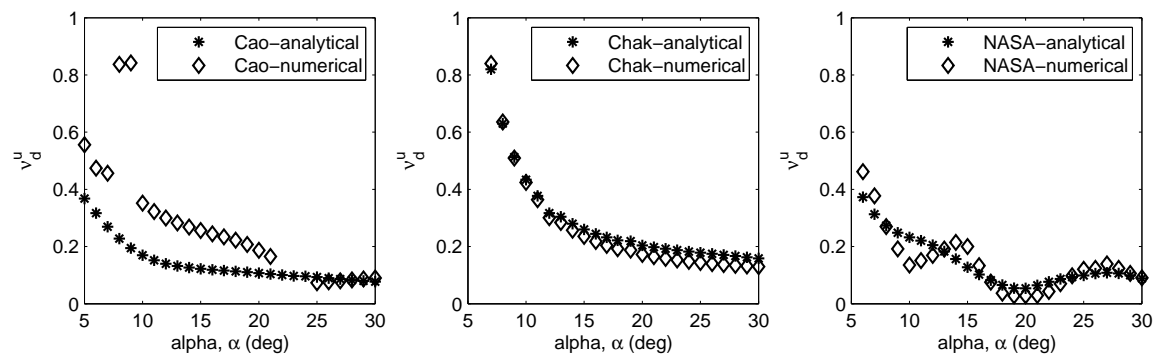 1
0.8
0.6
0.4
0.2
0
5 10 15 20 25 30
ν_d^u
alpha, α (deg)
Cao−analytical
Cao−numerical
1
0.8
0.6
0.4
0.2
0
5 10 15 20 25 30
ν_d^u
alpha, α (deg)
Chak−analytical
Chak−numerical
1
0.8
0.6
0.4
0.2
0
5 10 15 20 25 30
ν_d^u
alpha, α (deg)
NASA−analytical
NASA−numerical